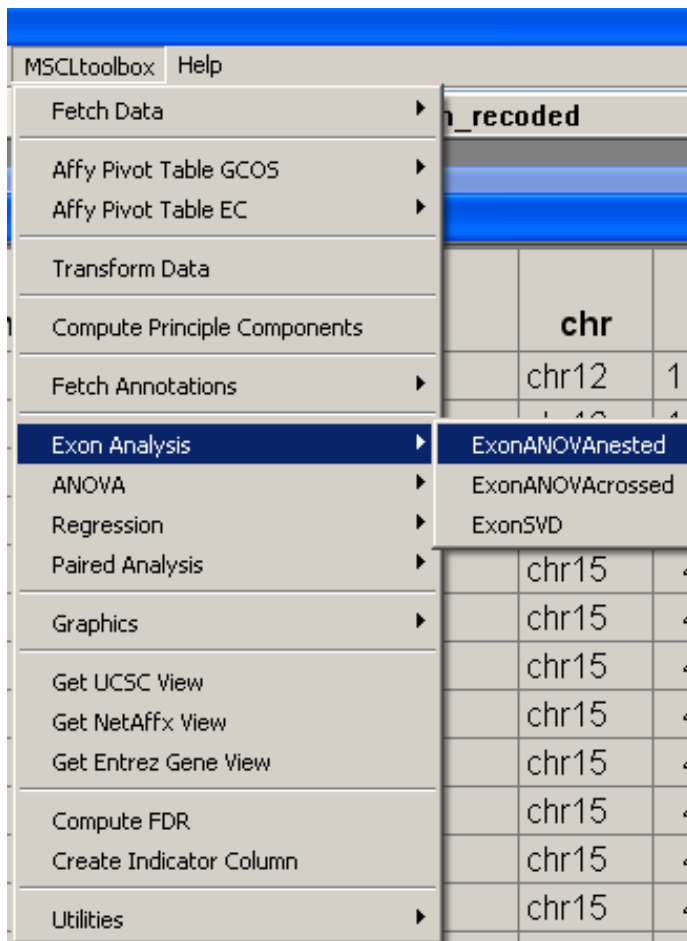 MSCLtoolbox Help
Fetch Data
n_recoded
Affy Pivot Table GCOS
Affy Pivot Table EC
Transform Data
Compute Principle Components
chr
Fetch Annotations
chr12 1
Exon Analysis
ExonANOVAnested
ANOVA
ExonANOVAcrossed
Regression
ExonSVD
Paired Analysis
chr15
Graphics
chr15
Get UCSC View
chr15
Get NetAffx View
chr15
Get Entrez Gene View
chr15
Compute FDR
chr15
Create Indicator Column
chr15
Utilities
chr15